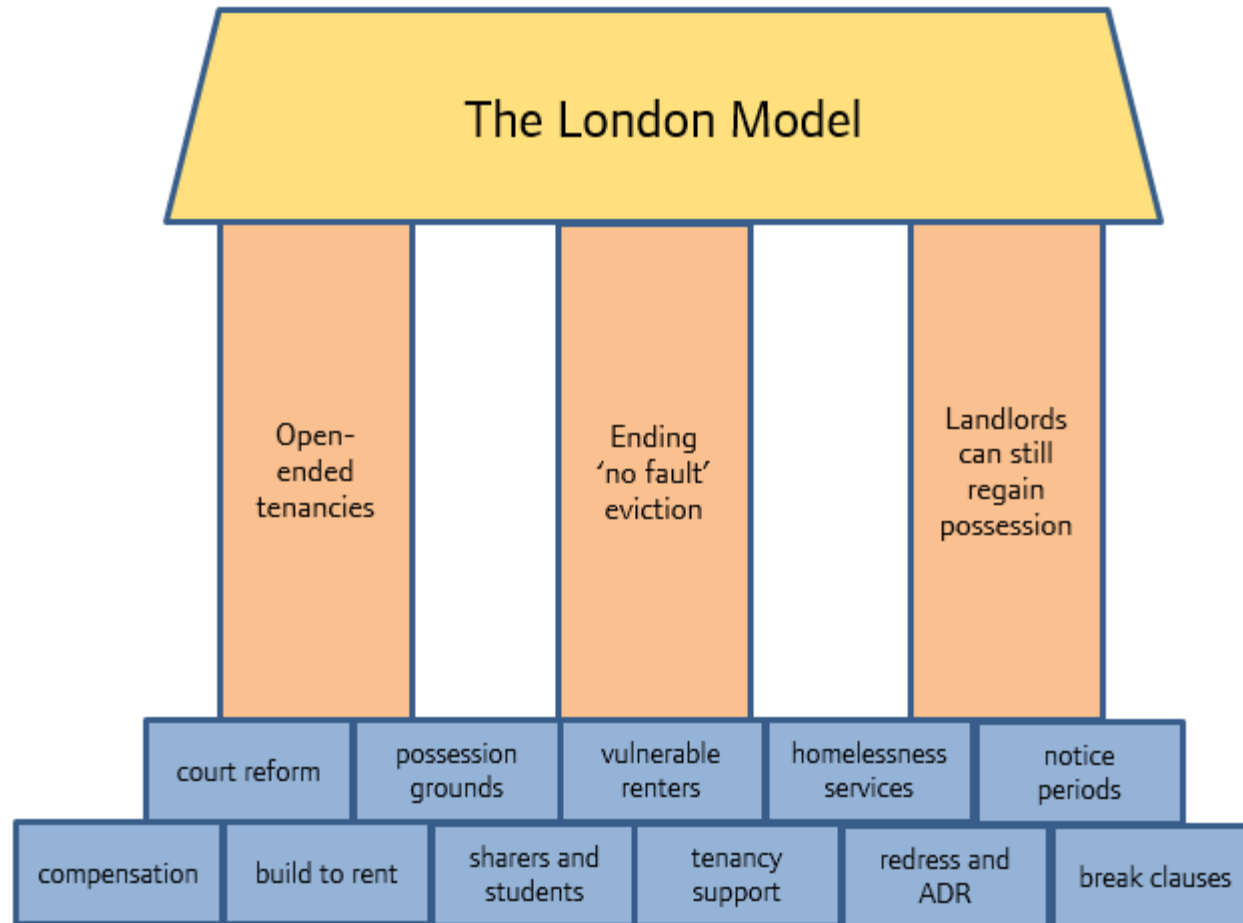 The London Model
Open-
ended
tenancies
Ending
‘no fault’
eviction
Landlords
can still
regain
possession
court reform
possession
grounds
vulnerable
renters
homelessness
services
notice
periods
compensation
build to rent
sharers and
students
tenancy
support
redress and
ADR
break clauses